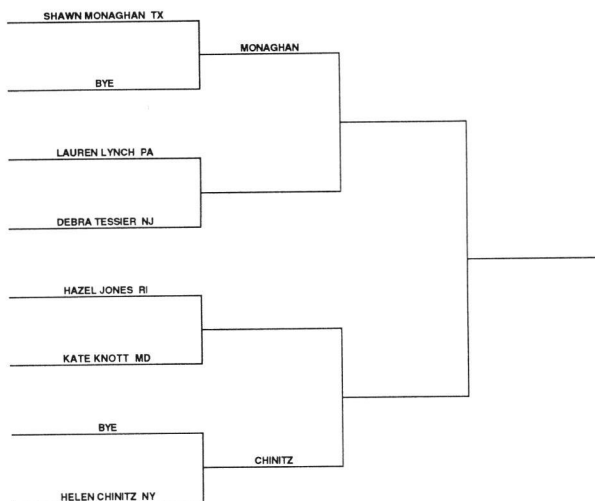 SHAWN MONAGHAN TX
MONAGHAN
BYE
LAUREN LYNCH PA
DEBRA TESSIER NJ
HAZEL JONES RI
KATE KNOTT MD
BYE
CHINITZ
HELEN CHINITZ NY